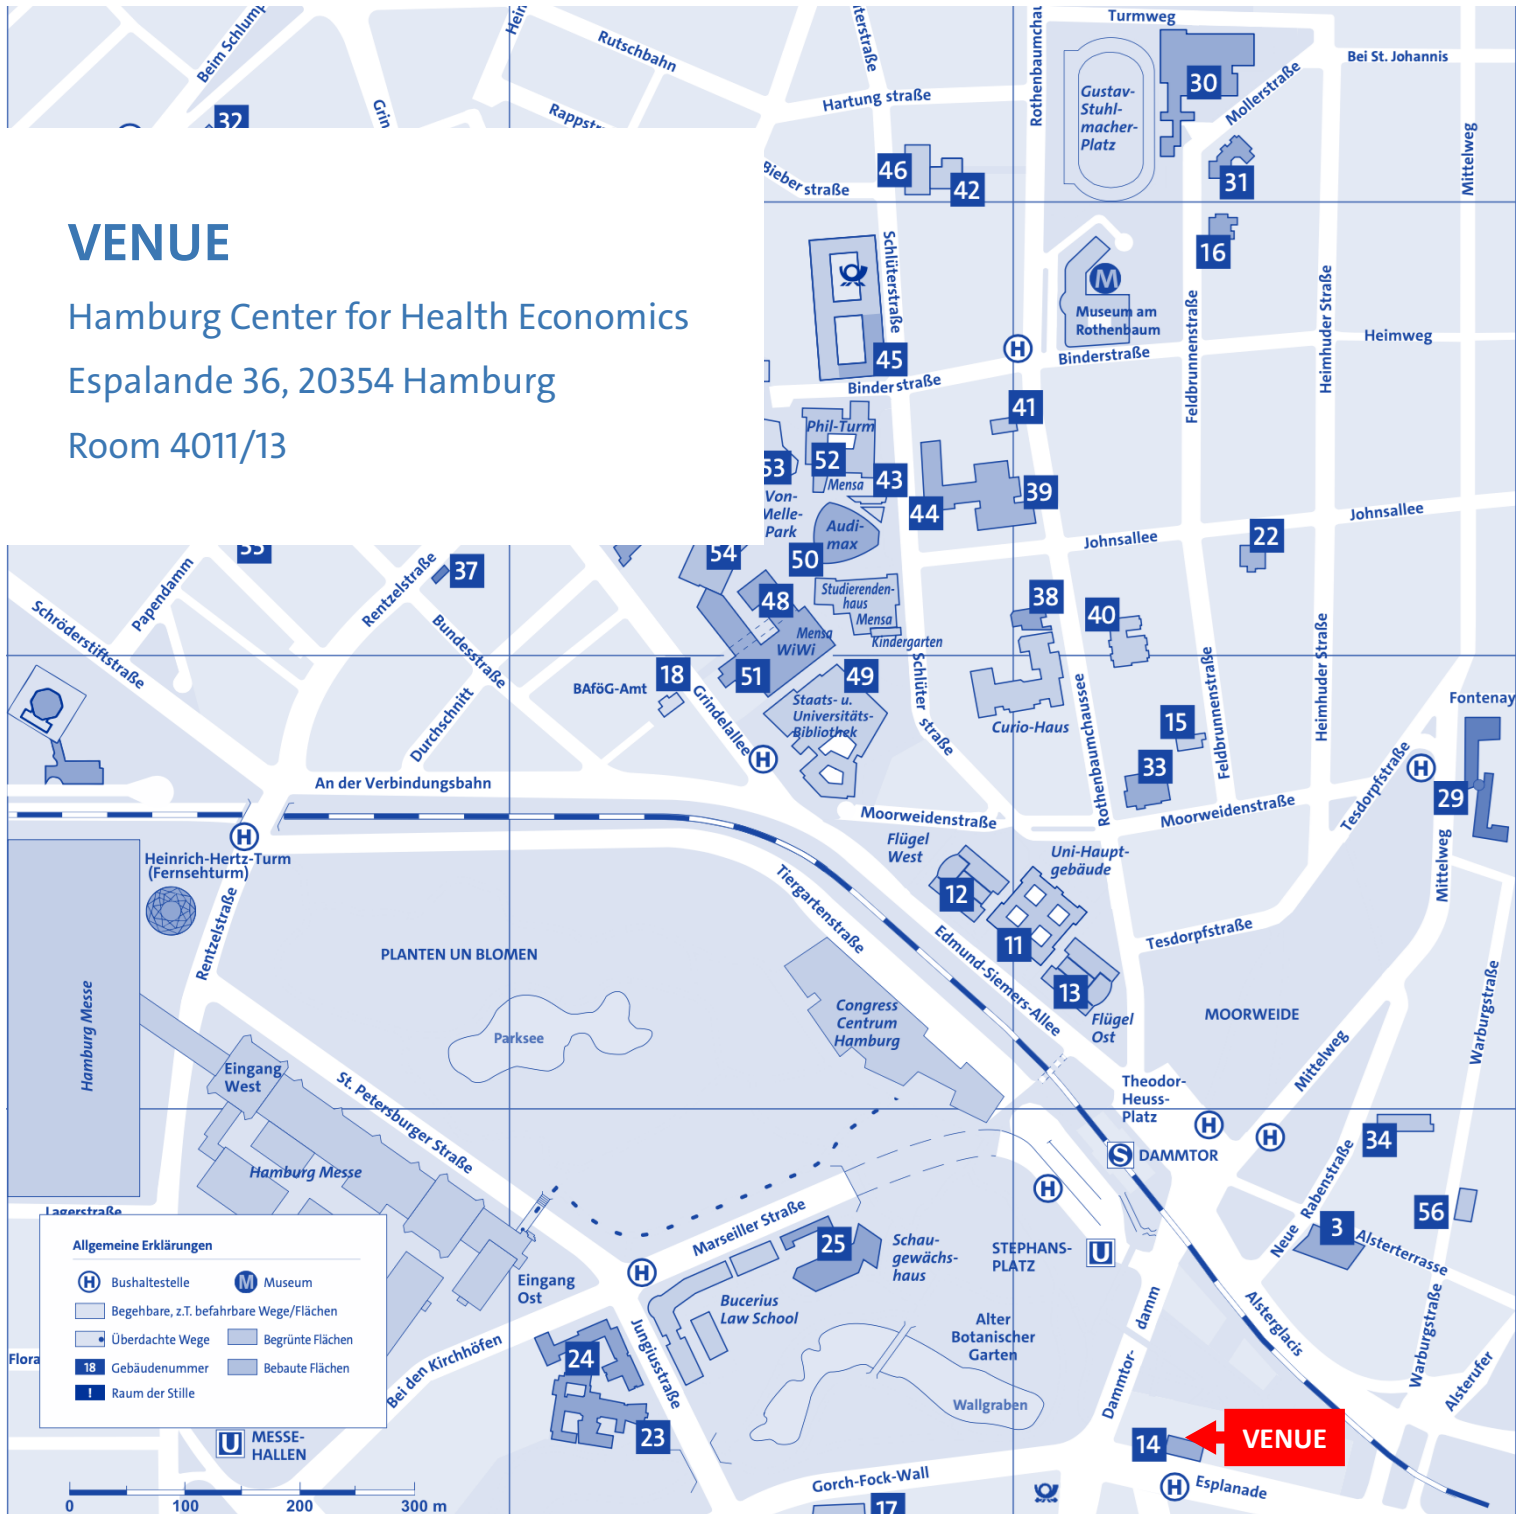 Turmweg
Bei St. Johannis
Beim Schlump
Rutschbahn
Rothenbaumchau
Hartung straße
Gustav-
Stuhl-
macher-
Platz
30
Mollerstraße
Mittelweg
32
46
42
31
Bieber straße
VENUE
Hamburg Center for Health Economics
Espalande 36, 20354 Hamburg
Room 4011/13
16
Schlüterstraße
M
Museum am
Rothenbaum
Feldbrunnenstraße
Heimhuder Straße
Heimweg
H
Binderstraße
45
Binder straße
41
Phil-Turm
53
52
Mensa
43
39
Von-
Melle-
Park
44
Audi-
max
Johnsallee
Johnsallee
22
54
50
37
Papendamm
Rentzelstraße
Schröderstiftstraße
Bundesstraße
Durchschnitt
48
Studierenden-
haus
Mensa
Kindergarten
38
40
Mensa
WiWi
51
49
18
BAföG-Amt
Grindelallee
Staats- u.
Universitäts-
Bibliothek
Schlüter straße
Curio-Haus
Rothenbaumchaussee
15
33
Feldbrunnenstraße
Heimhuder Straße
Fontenay
Tesdorpfstraße
H
29
Mittelweg
H
An der Verbindungsbahn
Moorweidenstraße
Moorweidenstraße
H
Heinrich-Hertz-Turm
(Fernsehturm)
Rentzelstraße
Flügel
West
Uni-Haupt-
gebäude
12
11
13
Tiergartenstraße
Edmund-Siemers-Allee
Flügel
Ost
Tesdorpfstraße
MOORWEIDE
Warburgstraße
Mittelweg
PLANTEN UN BLOMEN
Parksee
Congress
Centrum
Hamburg
Hamburg Messe
Eingang
West
St. Petersburger Straße
Hamburg Messe
Theodor-
Heuss-
Platz
H
H
S DAMMTOR
H
34
Neue Rabenstraße
56
3
Alsterterrasse
Lagerstraße
Marseiller Straße
25
Schau-
gewächs-
haus
STEPHANS-
PLATZ
U
Eingang
Ost
H
Bucerius
Law School
Alter
Botanischer
Garten
Wallgraben
Dammtor-
damm
Alsterglacis
Warburgstraße
Alsterufer
Allgemeine Erklärungen
H Bushaltestelle
M Museum
Begehbare, z.T. befahrbare Wege/Flächen
Überdachte Wege
Begrünte Flächen
18 Gebäudenummer
Bebaute Flächen
! Raum der Stille
Flora
Bei den Kirchhöfen
24
Jungiusstraße
23
U MESSE-
HALLEN
14
VENUE
H Esplanade
Gorch-Fock-Wall
17
0 100 200 300 m